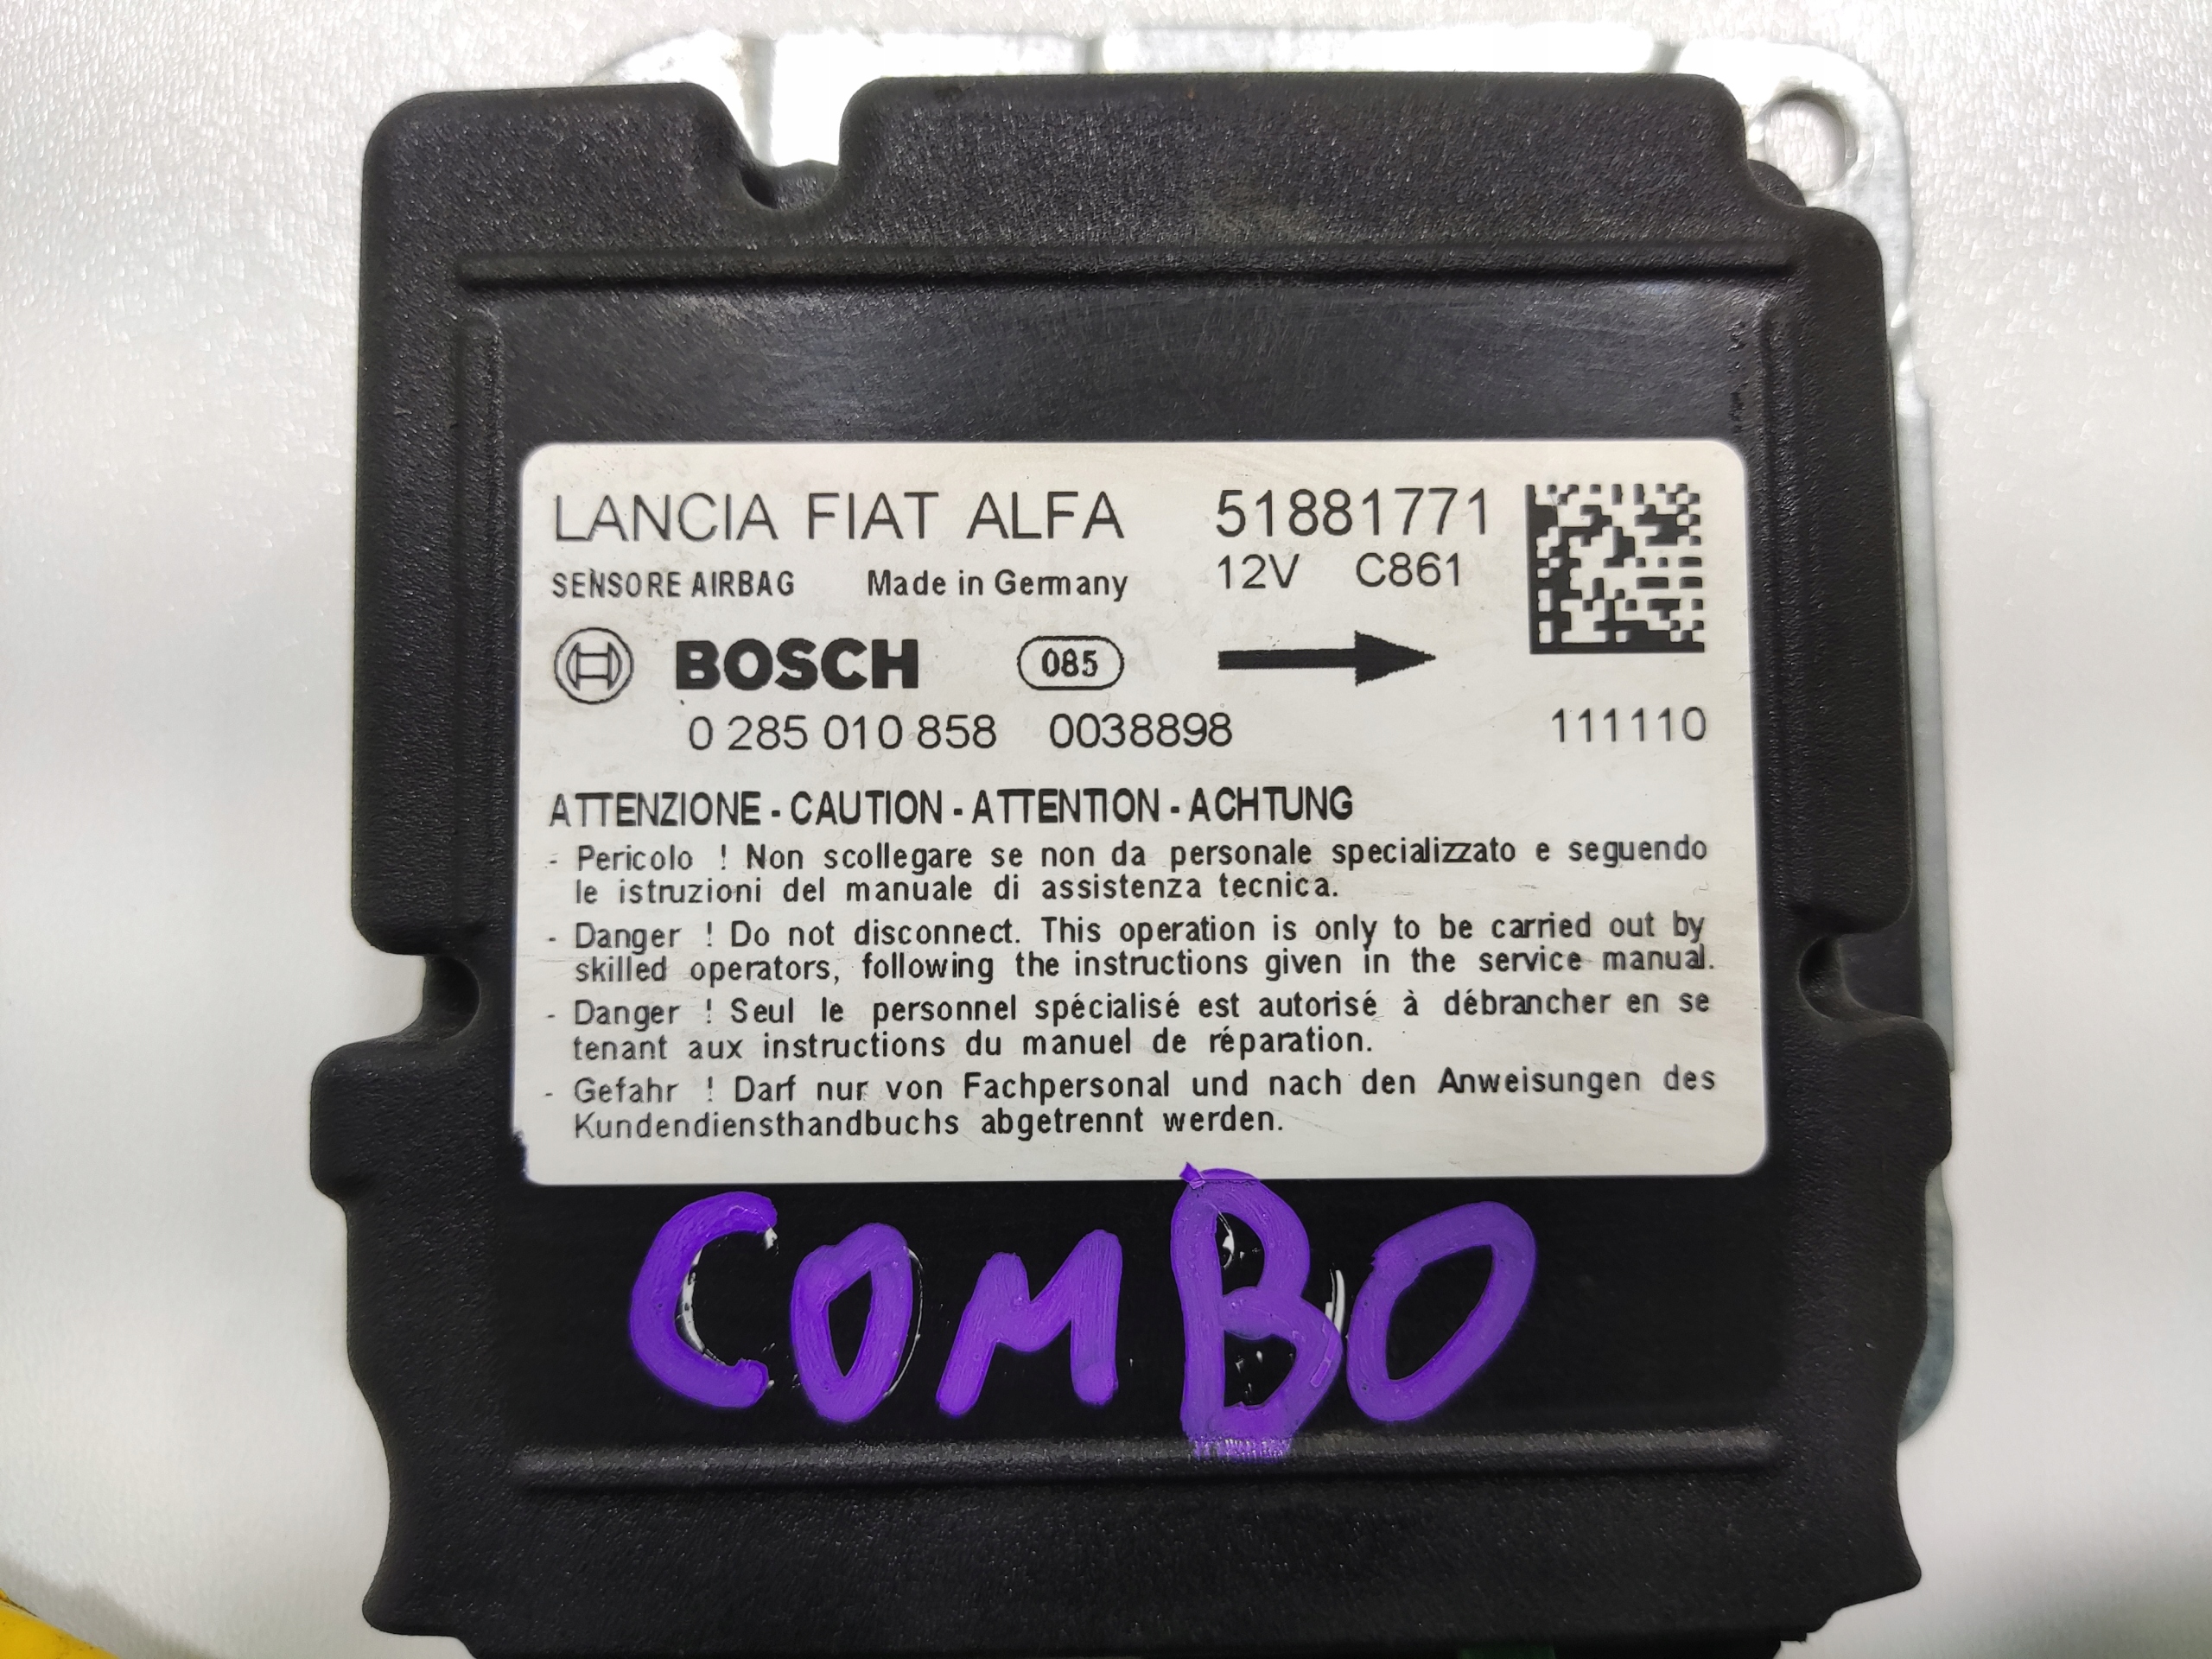 LANCIA FIAT ALFA 51881771
SENSORE AIRBAG Made in Germany 12V C861
BOSCH 085
0 285 010 858 0038898 111110
ATTENZIONE - CAUTION - ATTENTION - ACHTUNG
- Pericolo ! Non scollegare se non da personale specializzato e seguendo
le istruzioni del manuale di assistenza tecnica.
- Danger ! Do not disconnect. This operation is only to be carried out by
skilled operators, following the instructions given in the service manual.
- Danger ! Seul le personnel spécialisé est autorisé à débrancher en se
tenant aux instructions du manuel de réparation.
- Gefahr ! Darf nur von Fachpersonal und nach den Anweisungen des
Kundendiensthandbuchs abgetrennt werden.
COMBO